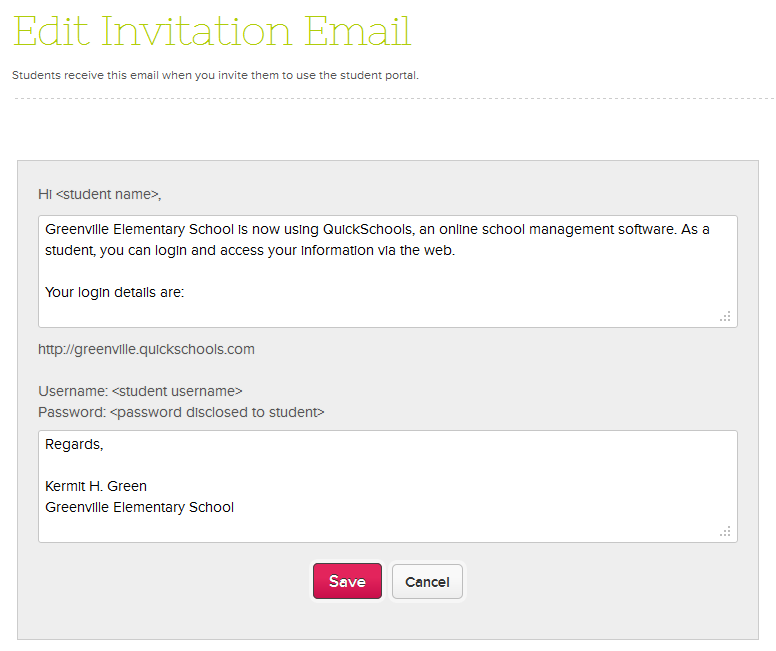 Edit Invitation Email
Students receive this email when you invite them to use the student portal.
Hi <student name>,
Greenville Elementary School is now using QuickSchools, an online school management software. As a
student, you can login and access your information via the web.
Your login details are:
http://greenville.quickschools.com
Username: <student username>
Password: <password disclosed to student>
Regards,
Kermit H. Green
Greenville Elementary School
Save
Cancel